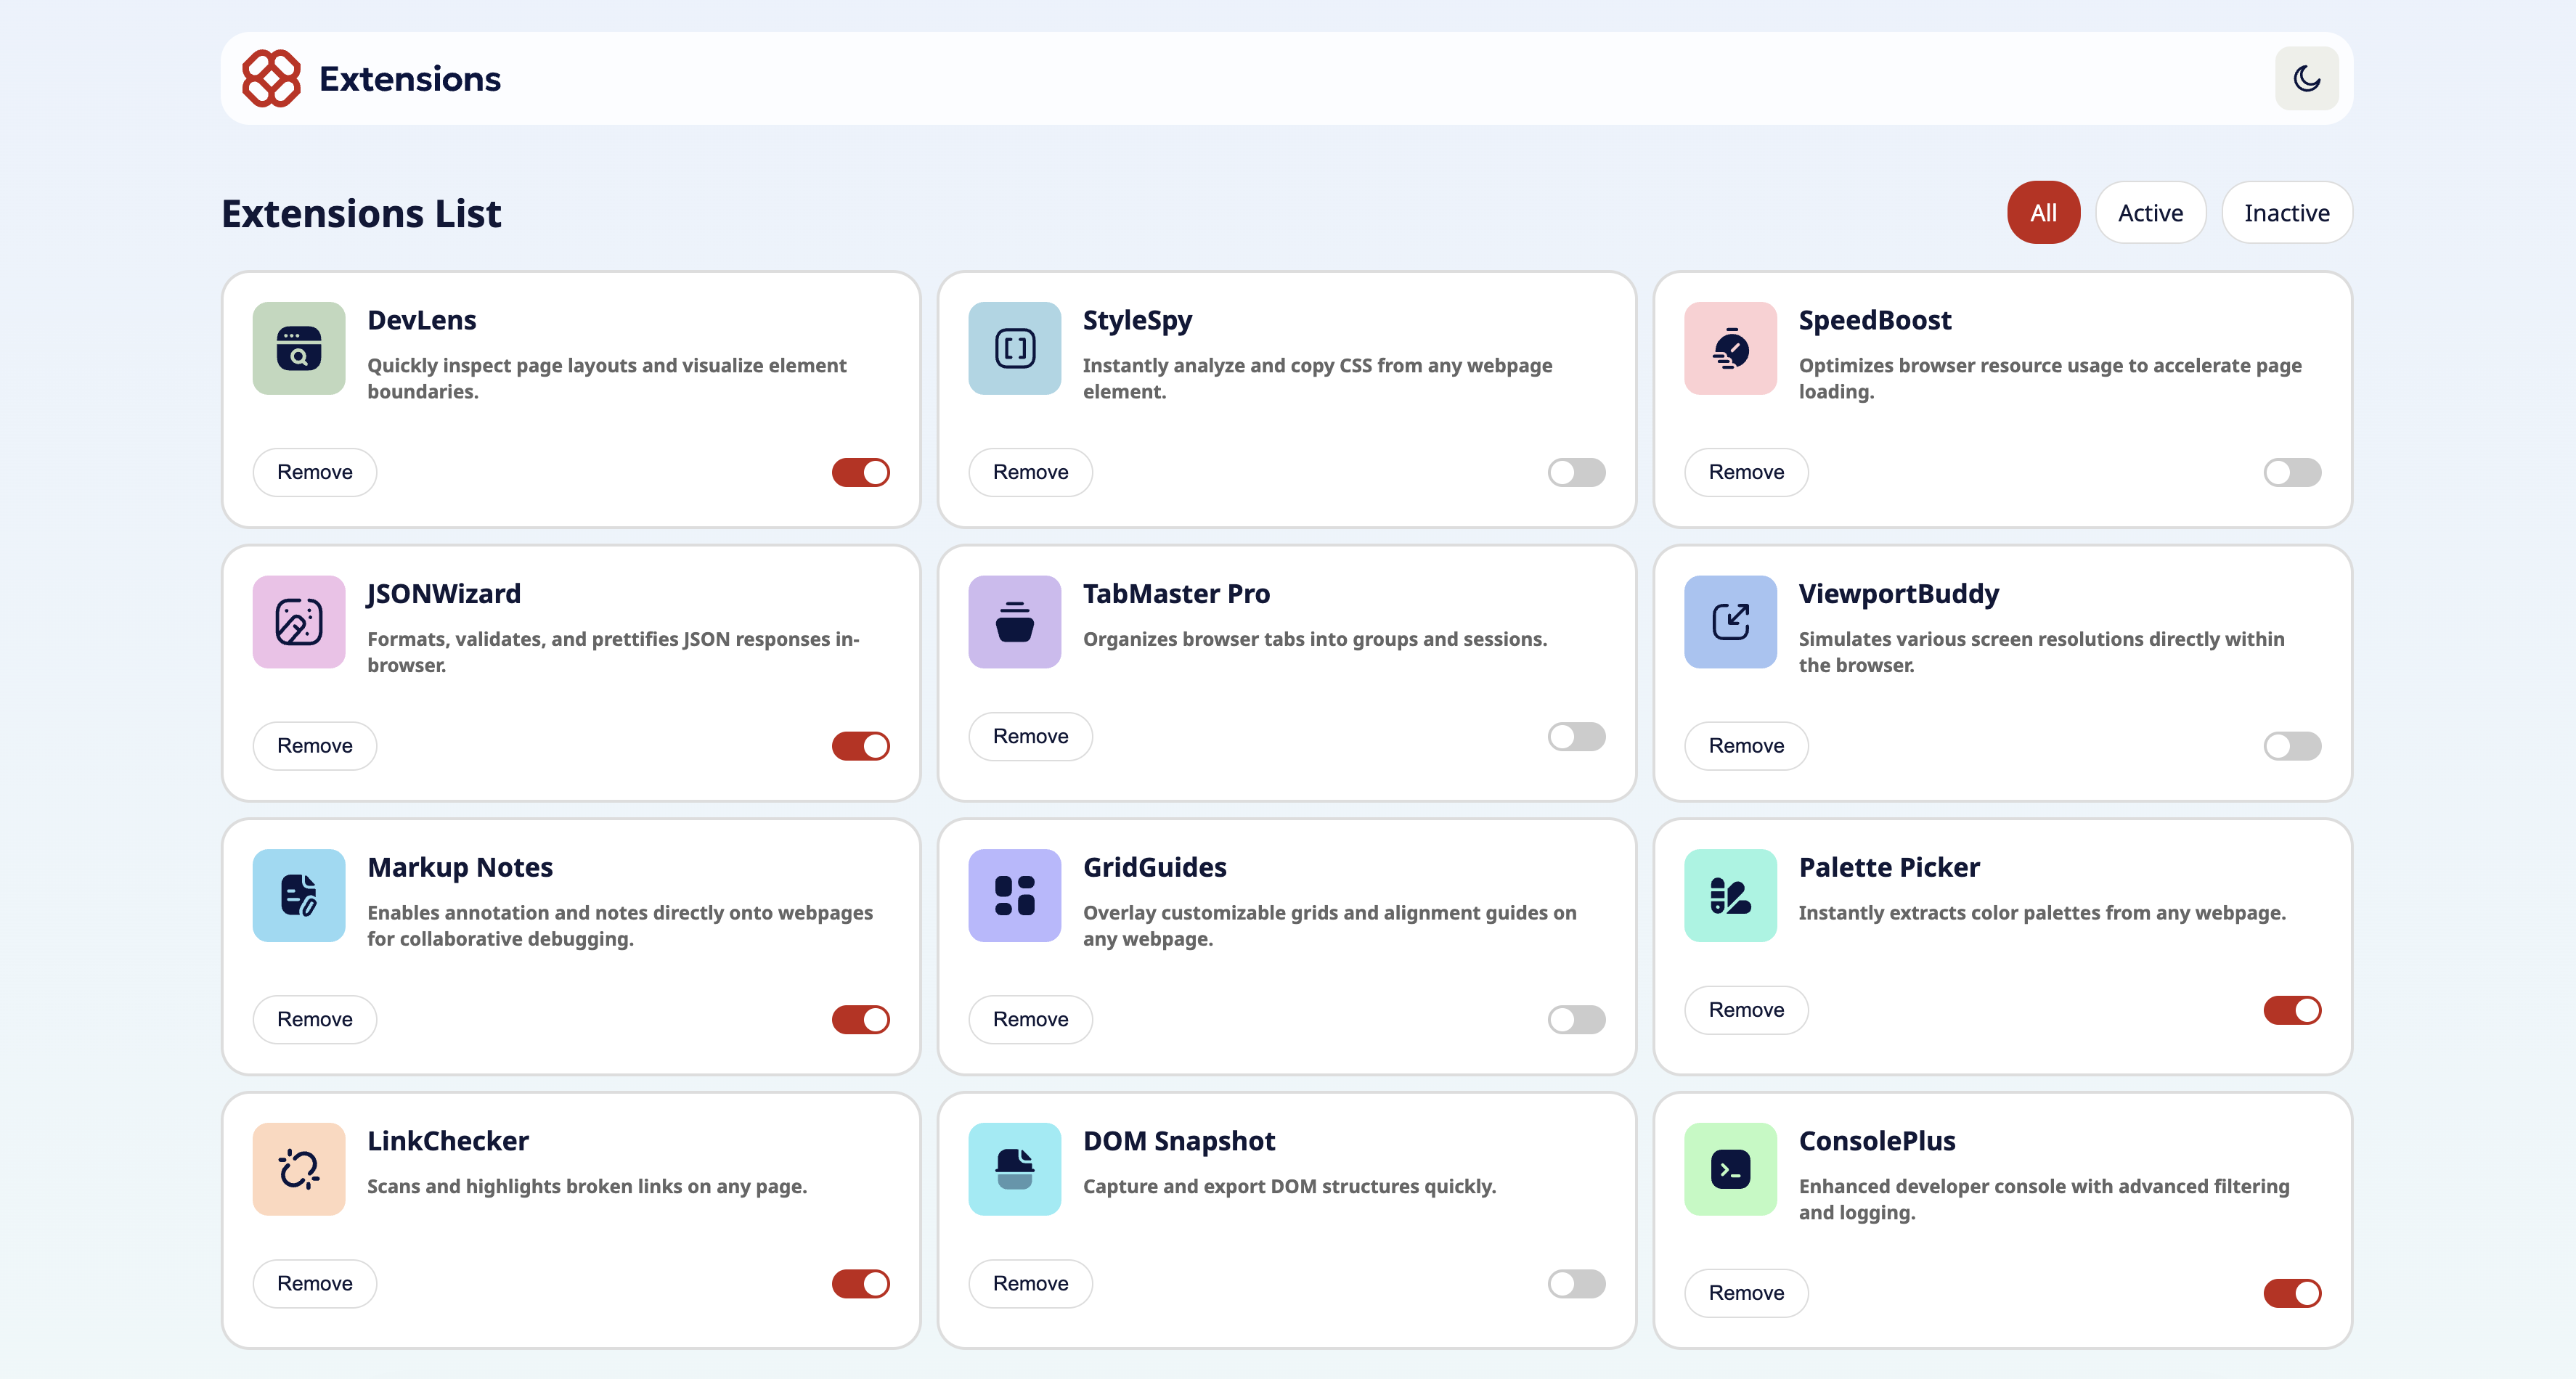 Extensions
Extensions List
All
Active
Inactive
DevLens
Quickly inspect page layouts and visualize element
boundaries.
Remove
StyleSpy
Instantly analyze and copy CSS from any webpage
element.
Remove
SpeedBoost
Optimizes browser resource usage to accelerate page
loading.
Remove
JSONWizard
Formats, validates, and prettifies JSON responses in-
browser.
Remove
TabMaster Pro
Organizes browser tabs into groups and sessions.
Remove
ViewportBuddy
Simulates various screen resolutions directly within
the browser.
Remove
Markup Notes
Enables annotation and notes directly onto webpages
for collaborative debugging.
Remove
GridGuides
Overlay customizable grids and alignment guides on
any webpage.
Remove
Palette Picker
Instantly extracts color palettes from any webpage.
Remove
LinkChecker
Scans and highlights broken links on any page.
Remove
DOM Snapshot
Capture and export DOM structures quickly.
Remove
ConsolePlus
Enhanced developer console with advanced filtering
and logging.
Remove